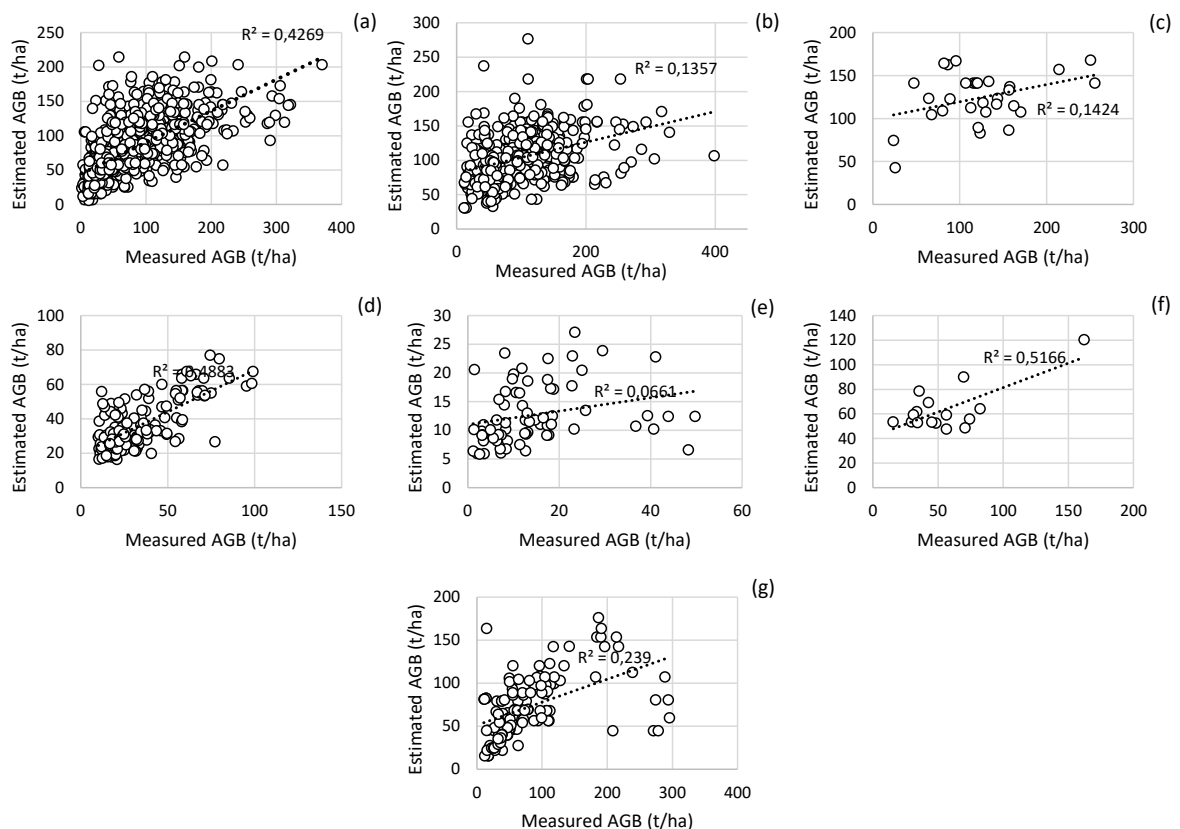 (a)
R² = 0,4269
Estimated AGB (t/ha)
250
200
150
100
50
0
0 100 200 300 400
Measured AGB (t/ha)
(b)
R² = 0,1357
Estimated AGB (t/ha)
300
250
200
150
100
50
0
0 200 400
Measured AGB (t/ha)
(c)
R² = 0,1424
Estimated AGB (t/ha)
200
150
100
50
0
0 100 200 300
Measured AGB (t/ha)
(d)
R² = 0,4883
Estimated AGB (t/ha)
100
80
60
40
20
0
0 50 100 150
Measured AGB (t/ha)
(e)
R² = 0,0661
Estimated AGB (t/ha)
30
25
20
15
10
5
0
0 20 40 60
Measured AGB (t/ha)
(f)
R² = 0,5166
Estimated AGB (t/ha)
140
120
100
80
60
40
20
0
0 50 100 150 200
Measured AGB (t/ha)
(g)
R² = 0,239
Estimated AGB (t/ha)
200
150
100
50
0
0 100 200 300 400
Measured AGB (t/ha)